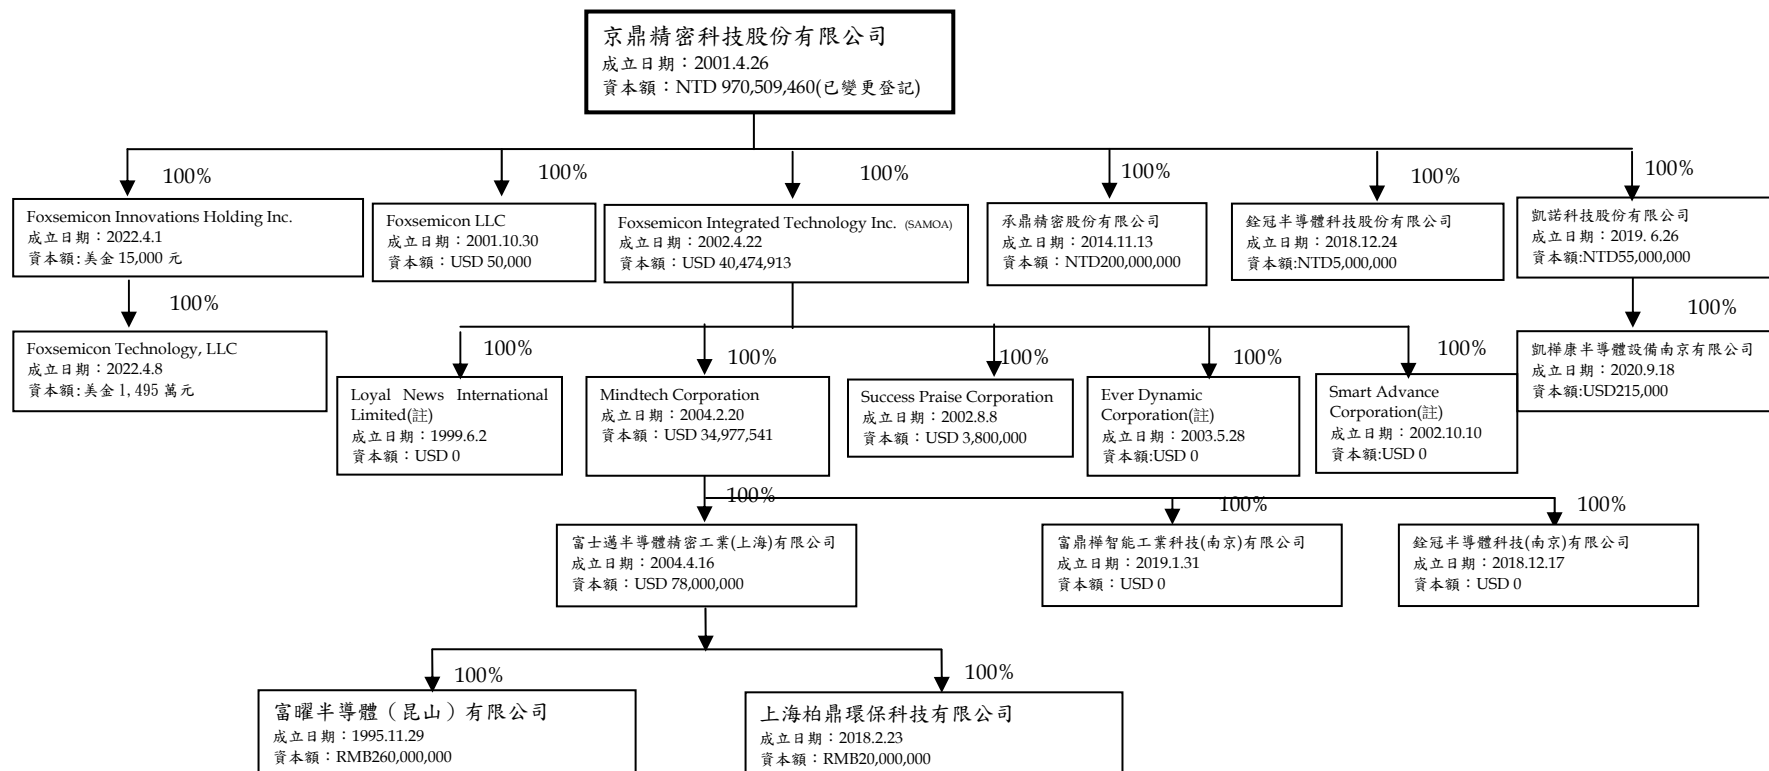 京鼎精密科技股份有限公司
成立日期：2001.4.26
資本額：NTD 970,509,460(已變更登記)
100%
100%
100%
100%
100%
100%
Foxsemicon Innovations Holding Inc.
成立日期：2022.4.1
資本額:美金 15,000 元
Foxsemicon LLC
成立日期：2001.10.30
資本額：USD 50,000
Foxsemicon Integrated Technology Inc. (SAMOA)
成立日期：2002.4.22
資本額：USD 40,474,913
承鼎精密股份有限公司
成立日期：2014.11.13
資本額：NTD200,000,000
銓冠半導體科技股份有限公司
成立日期：2018.12.24
資本額:NTD5,000,000
凱諾科技股份有限公司
成立日期：2019. 6.26
資本額:NTD55,000,000
100%
100%
Foxsemicon Technology, LLC
成立日期：2022.4.8
資本額:美金 1, 495 萬元
凱樺康半導體設備南京有限公司
成立日期：2020.9.18
資本額:USD215,000
100%
100%
100%
100%
100%
Loyal News International
Limited(註)
成立日期：1999.6.2
資本額：USD 0
Mindtech Corporation
成立日期：2004.2.20
資本額：USD 34,977,541
Success Praise Corporation
成立日期：2002.8.8
資本額：USD 3,800,000
Ever Dynamic
Corporation(註)
成立日期：2003.5.28
資本額:USD 0
Smart Advance
Corporation(註)
成立日期：2002.10.10
資本額:USD 0
100%
100%
100%
富士邁半導體精密工業(上海)有限公司
成立日期：2004.4.16
資本額：USD 78,000,000
富鼎樺智能工業科技(南京)有限公司
成立日期：2019.1.31
資本額：USD 0
銓冠半導體科技(南京)有限公司
成立日期：2018.12.17
資本額：USD 0
100%
100%
富曜半導體（昆山）有限公司
成立日期：1995.11.29
資本額：RMB260,000,000
上海柏鼎環保科技有限公司
成立日期：2018.2.23
資本額：RMB20,000,000